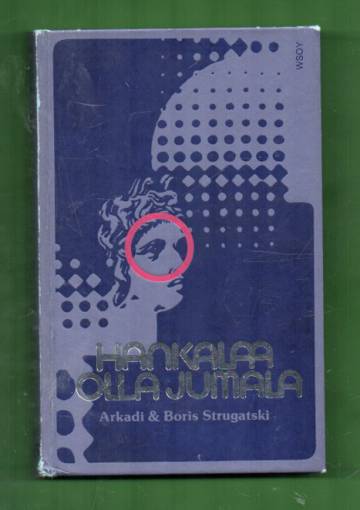 WSOY
HANKALAA
OLLA JUMALA
Arkadi & Boris Strugatski